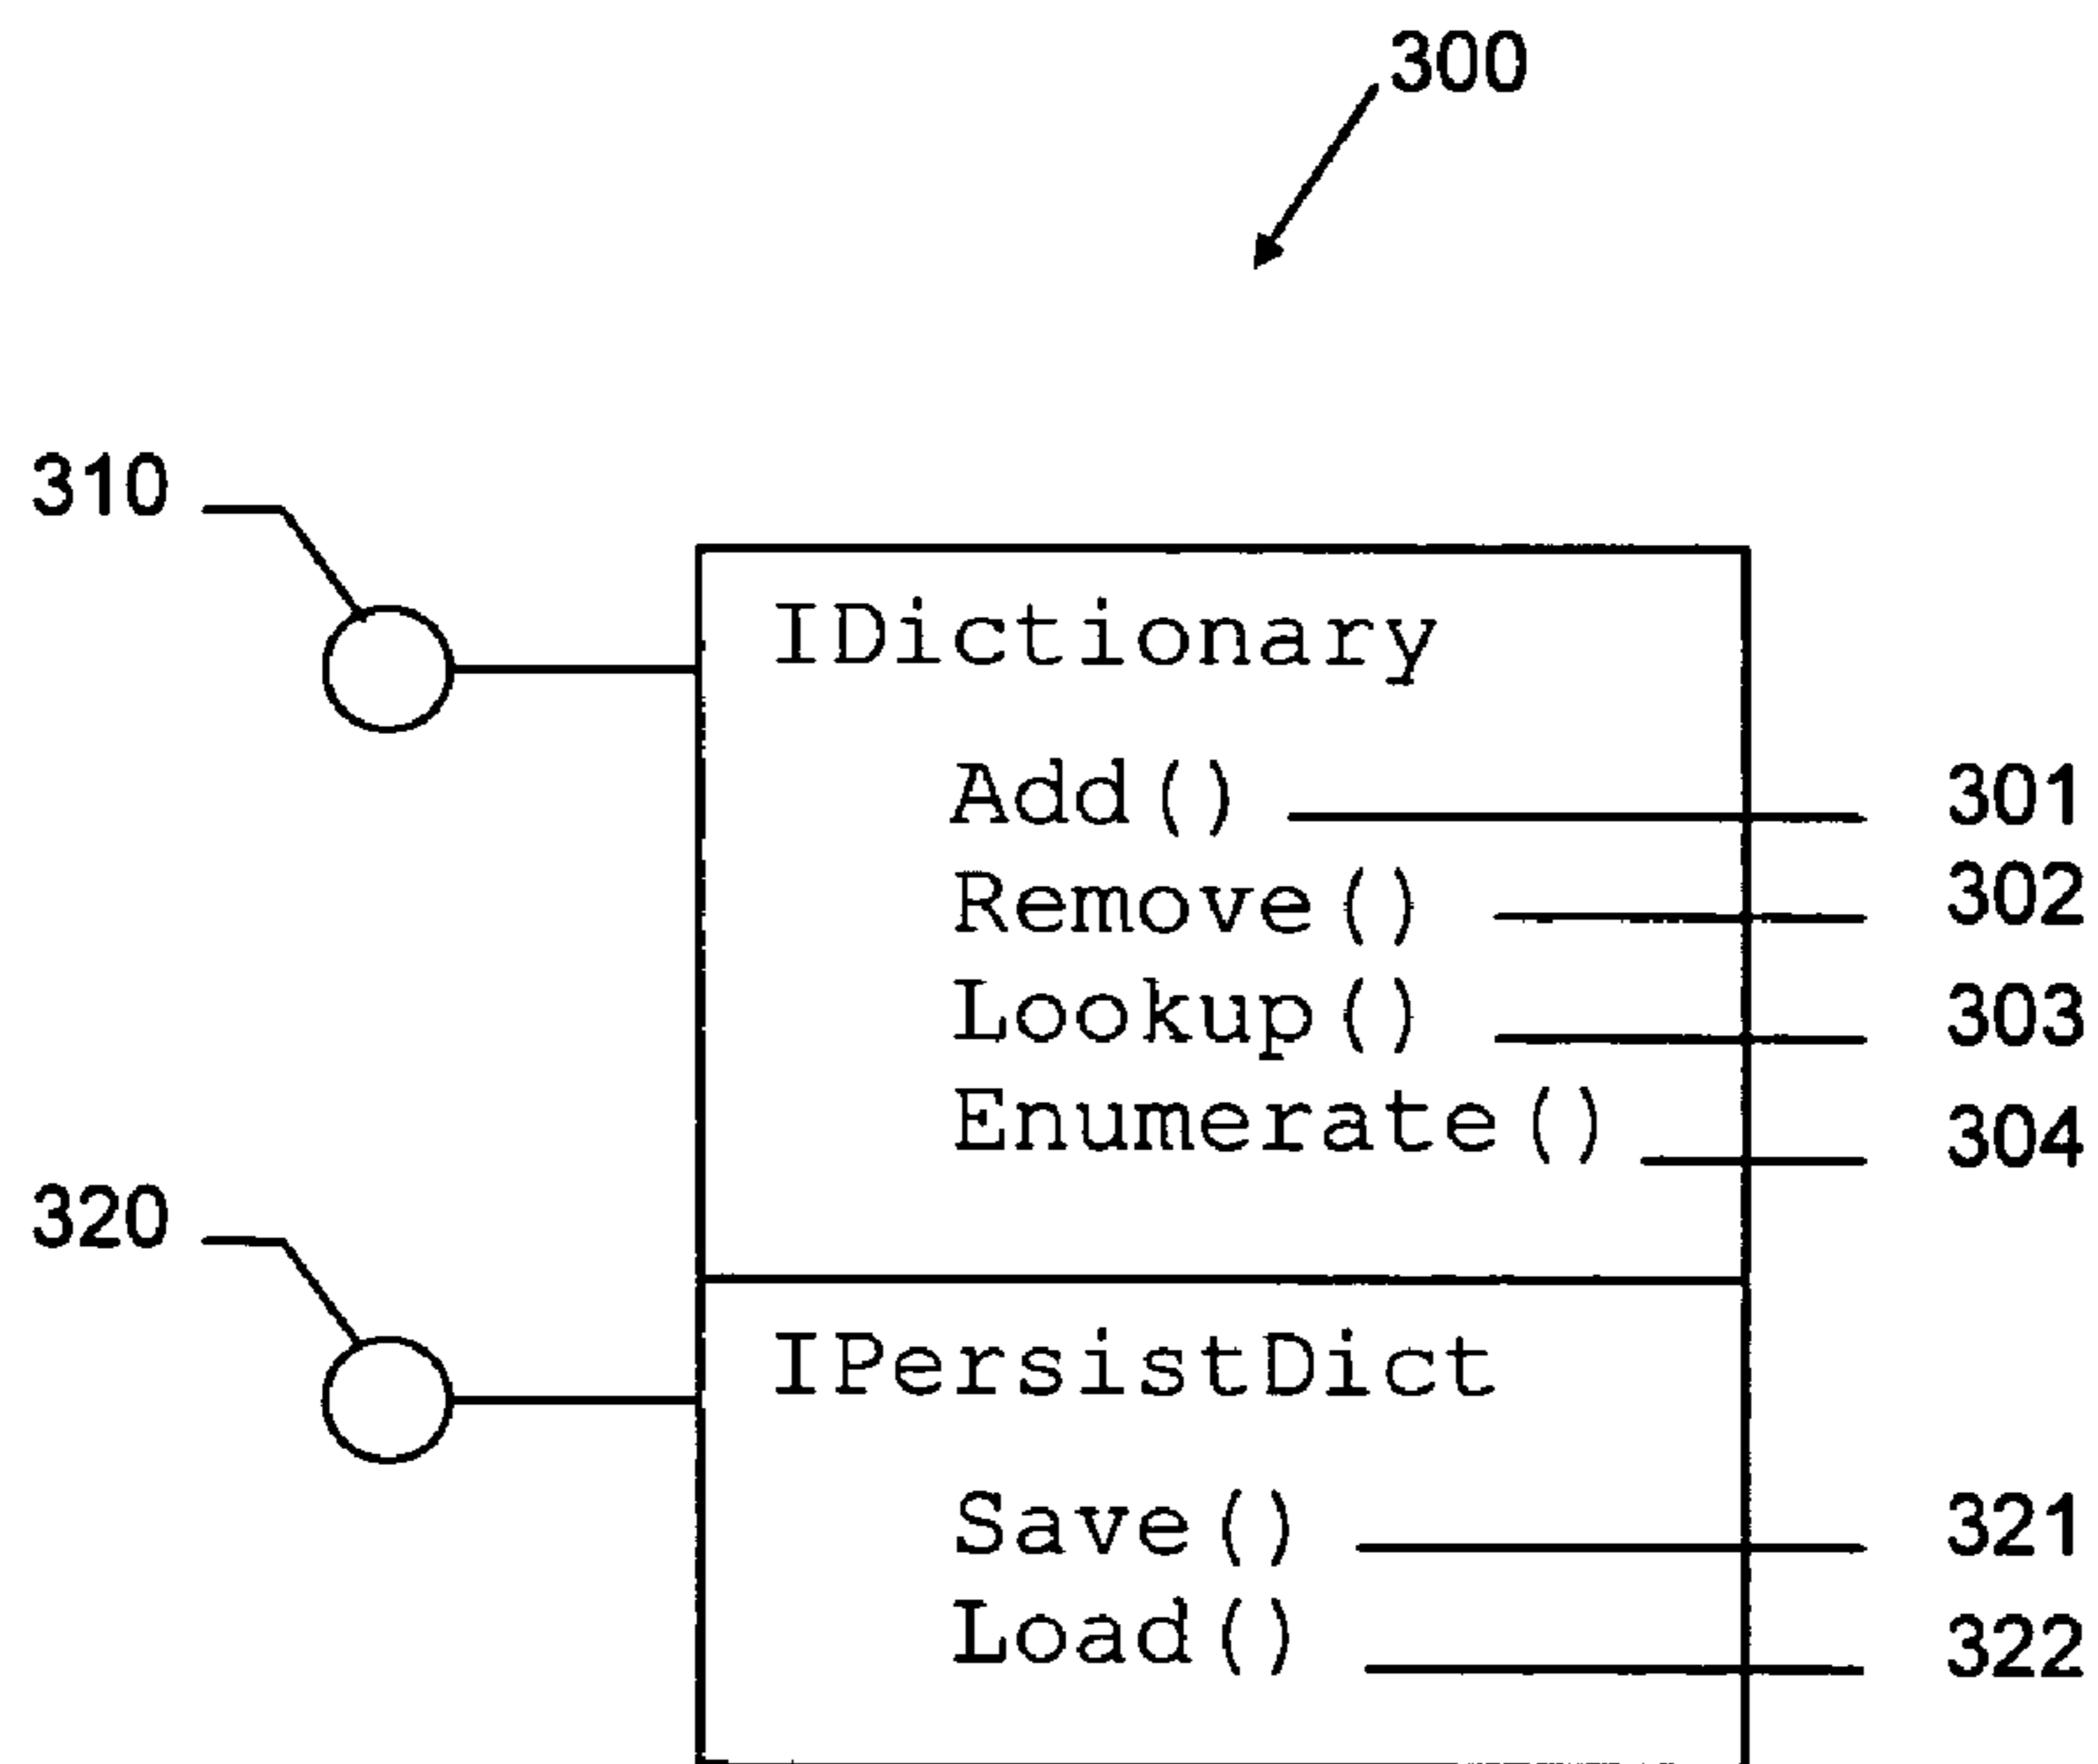 300
310
IDictionary
Add() 301
Remove() 302
Lookup() 303
Enumerate() 304
320
IPersistDict
Save() 321
Load() 322